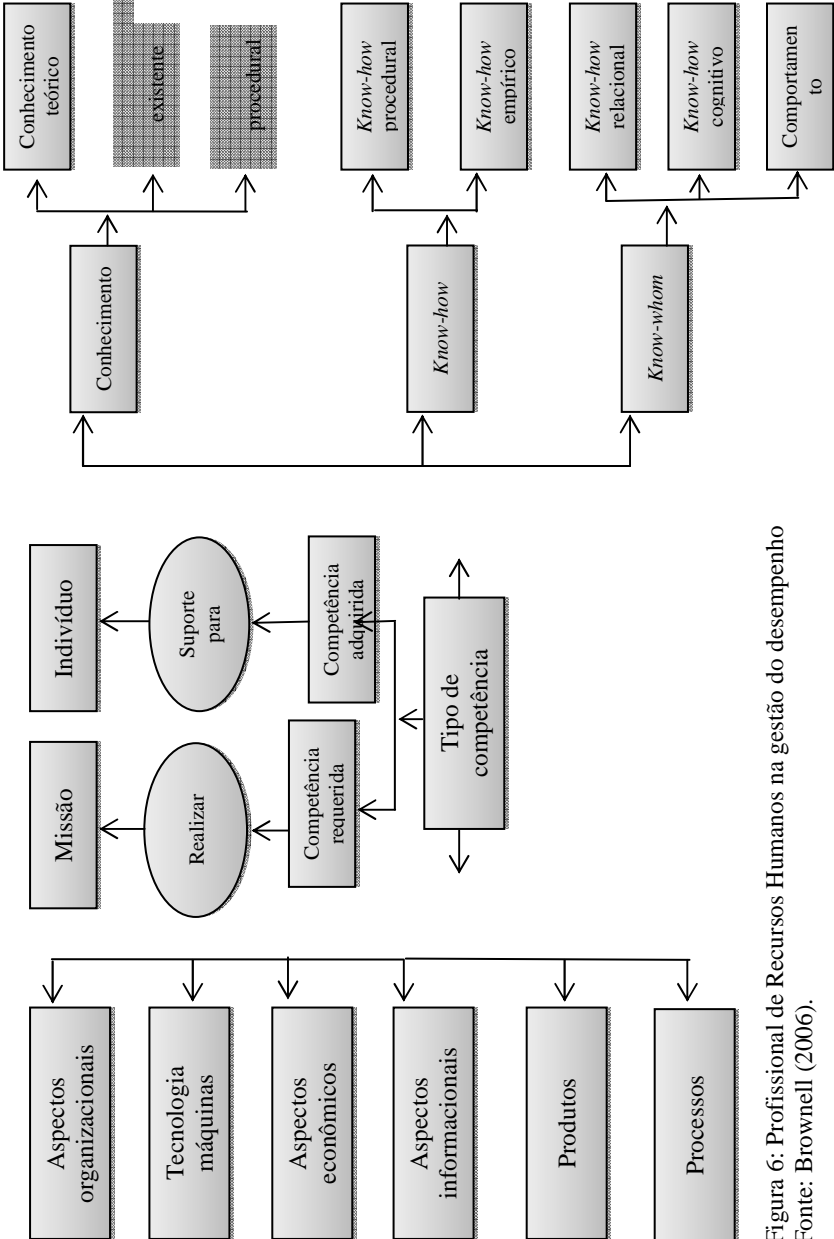 Aspectos
organizacionais
Tecnologia
máquinas
Aspectos
econômicos
Aspectos
informacionais
Produtos
Processos
Missão
Realizar
Competência
requerida
Indivíduo
Suporte
para
Competência
adquirida
Tipo de
competência
Conhecimento
Know-how
Know-whom
Conhecimento
teórico
existente
procedural
Know-how
procedural
Know-how
empírico
Know-how
relacional
Know-how
cognitivo
Comportamen
to
Figura 6: Profissional de Recursos Humanos na gestão do desempenho
Fonte: Brownell (2006).